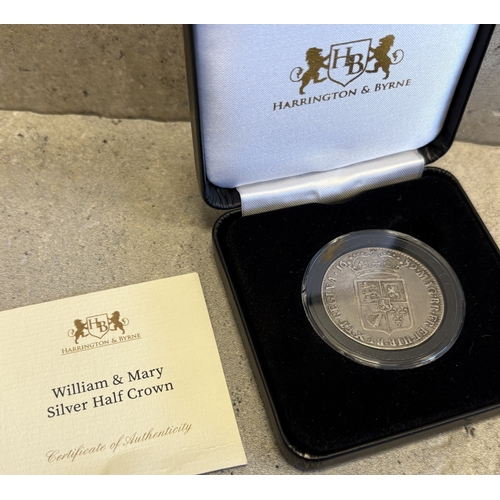 HB
HARRINGTON & BYRNE
HB
HARRINGTON & BYRNE
William & Mary
Silver Half Crown
Certificate of Authenticity